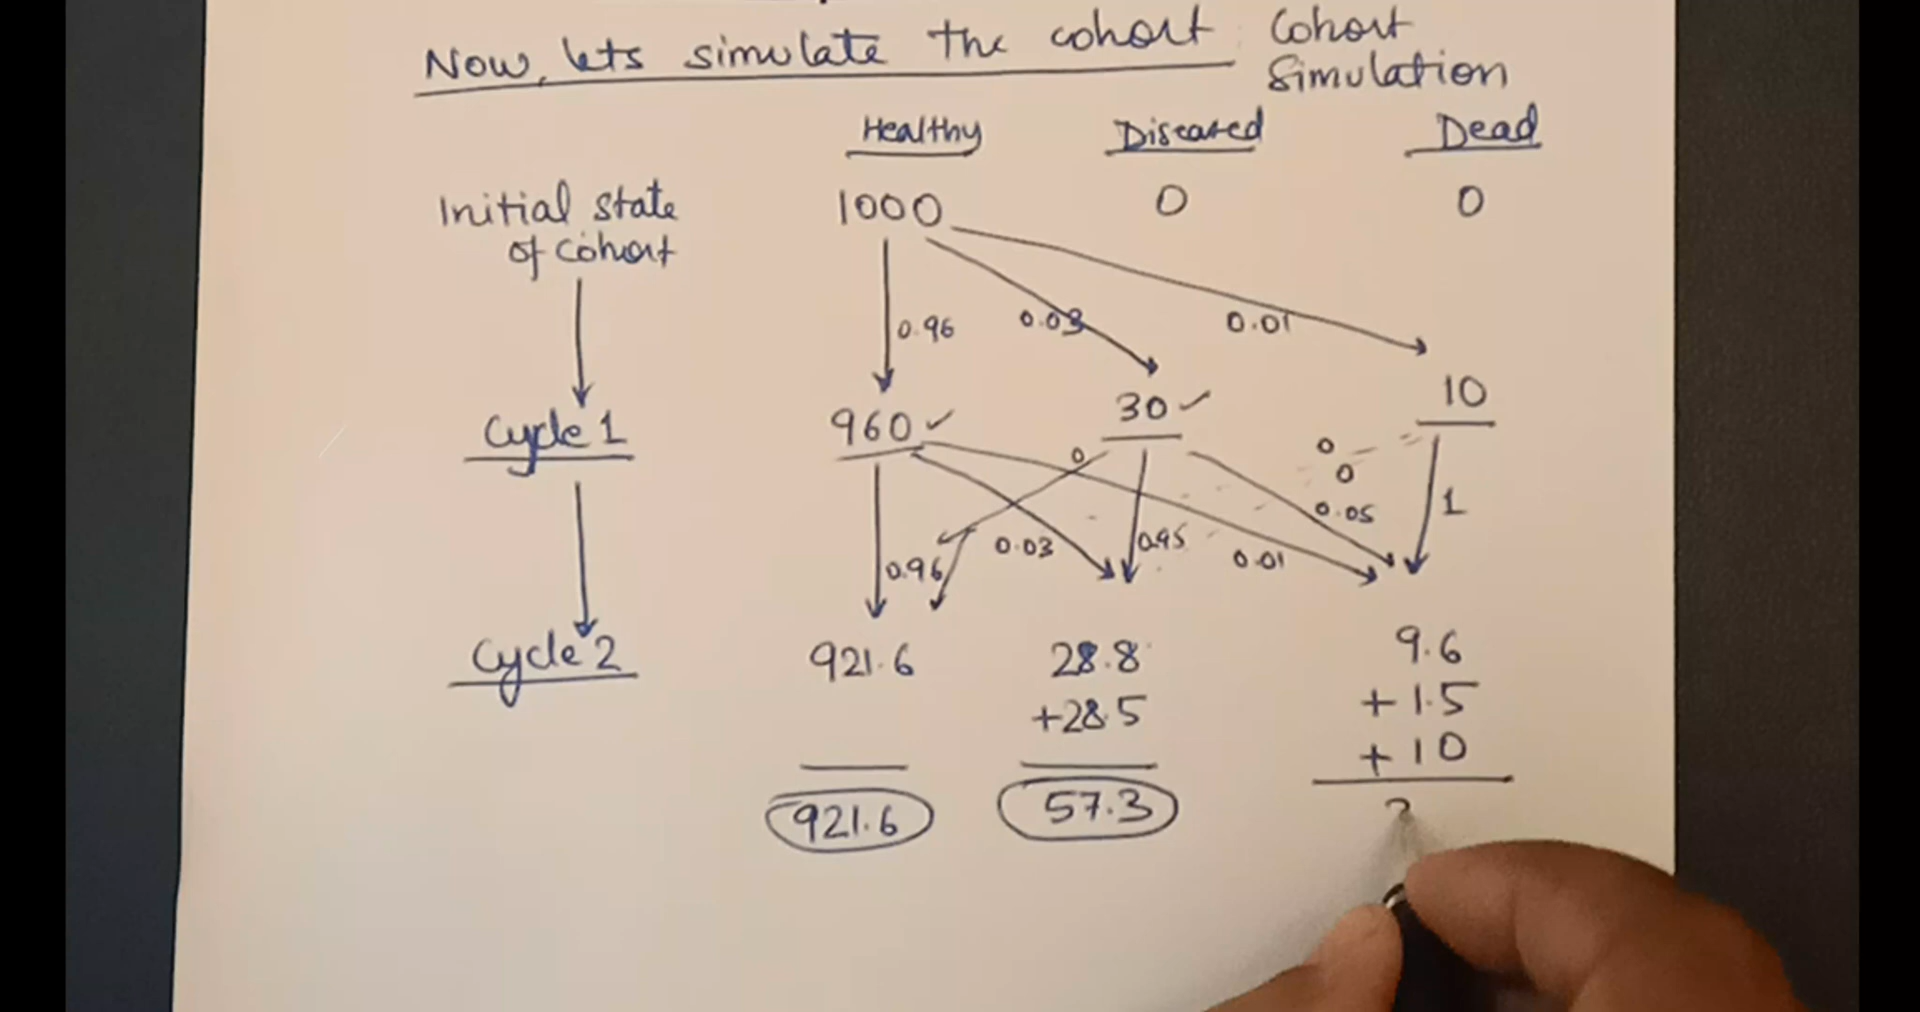 Now, lets simulate the cohort
Cohort
Simulation
Healthy Diseased Dead
Initial state
of cohort
1000 0 0
0.96 0.03 0.01
Cycle 1
960 30 10
0 0
0
0.96 0.03 0.95 0.01 0.05 1
Cycle 2
921.6 28.8 9.6
+28.5 +1.5
+10
921.6 57.3